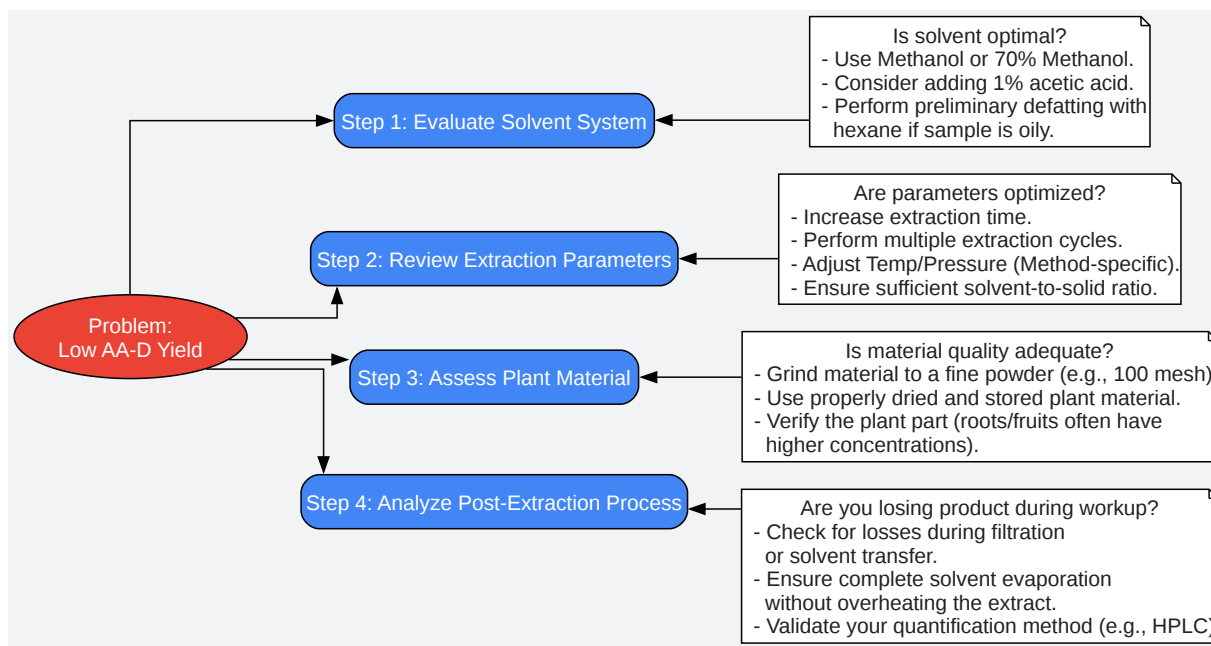 Is solvent optimal?
- Use Methanol or 70% Methanol.
- Consider adding 1% acetic acid.
- Perform preliminary defatting with
hexane if sample is oily.
Step 1: Evaluate Solvent System
Are parameters optimized?
- Increase extraction time.
- Perform multiple extraction cycles.
- Adjust Temp/Pressure (Method-specific).
- Ensure sufficient solvent-to-solid ratio.
Step 2: Review Extraction Parameters
Problem:
Low AA-D Yield
Is material quality adequate?
- Grind material to a fine powder (e.g., 100 mesh)
- Use properly dried and stored plant material.
- Verify the plant part (roots/fruits often have
higher concentrations).
Step 3: Assess Plant Material
Are you losing product during workup?
- Check for losses during filtration
or solvent transfer.
- Ensure complete solvent evaporation
without overheating the extract.
- Validate your quantification method (e.g., HPLC)
Step 4: Analyze Post-Extraction Process